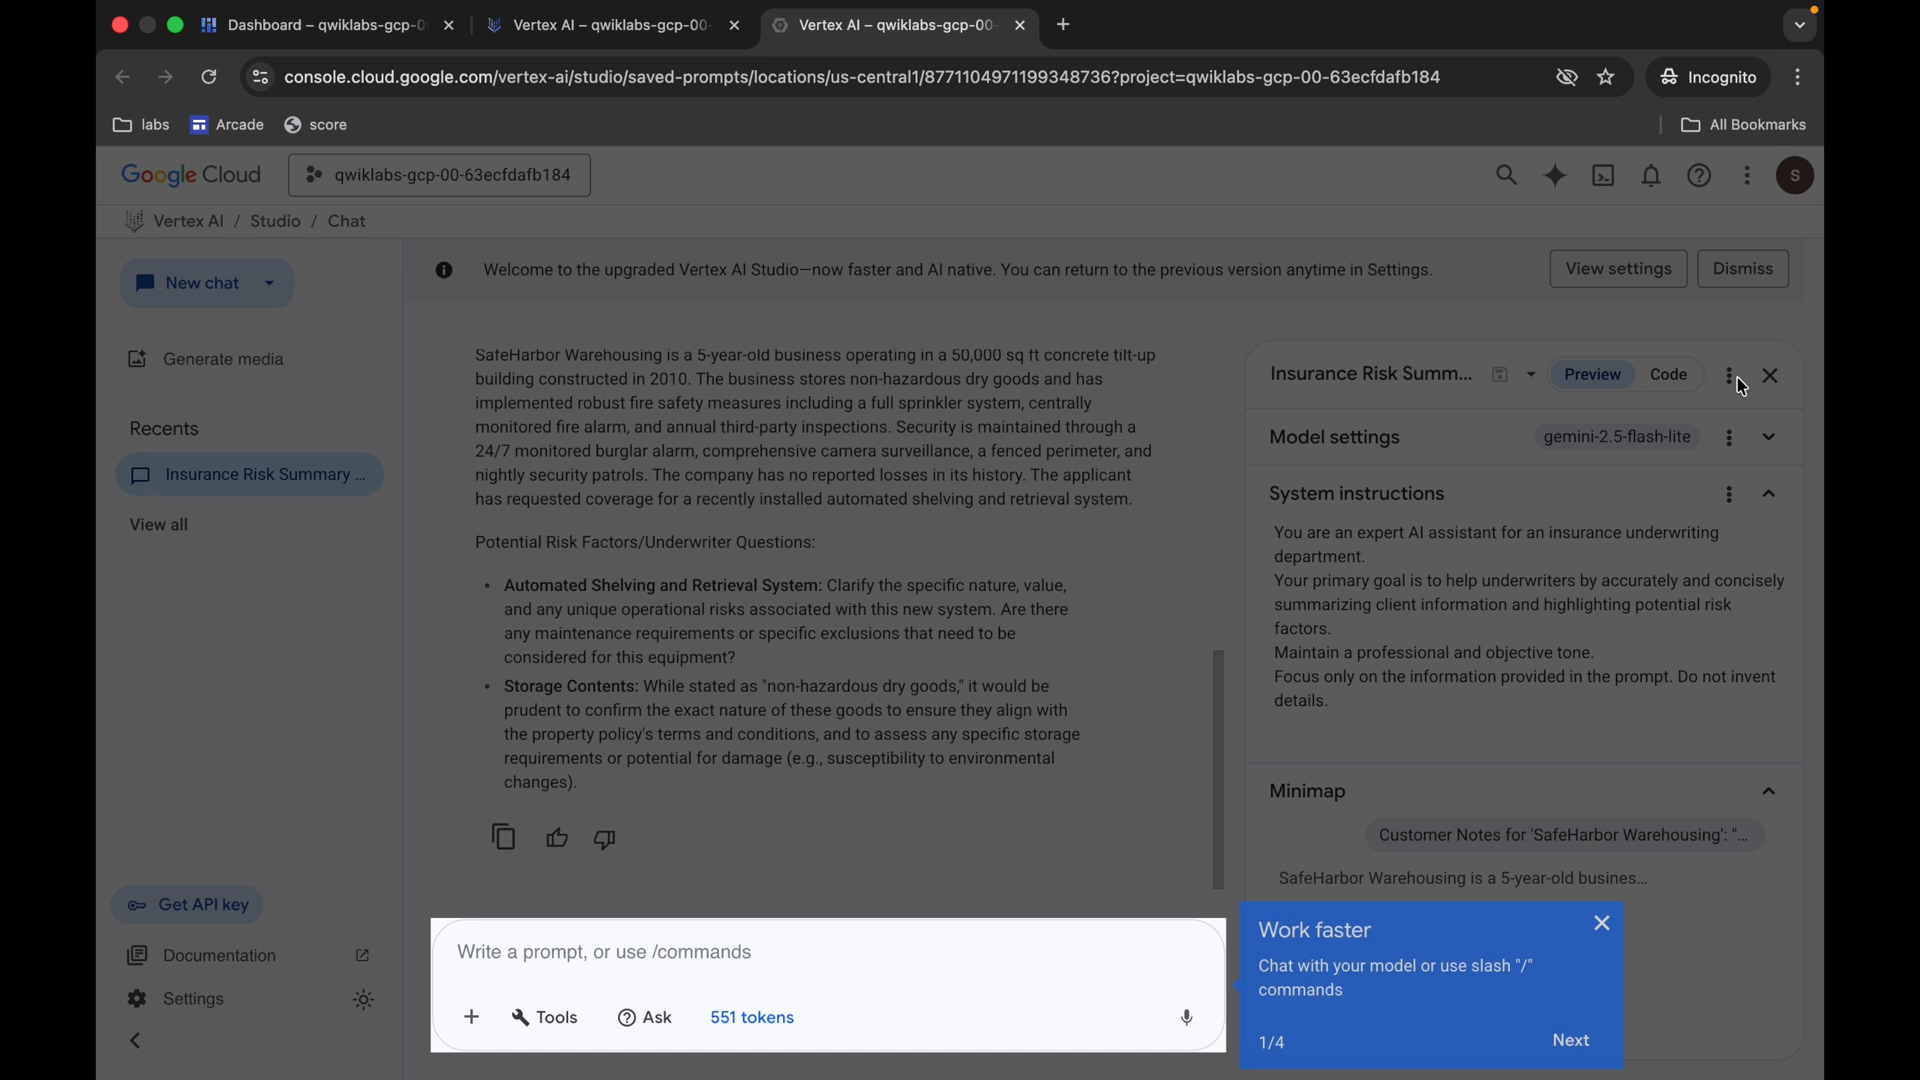 Dashboard – qwiklabs-gcp-0
Vertex AI – qwiklabs-gcp-00-
Vertex AI – qwiklabs-gcp-00-
console.cloud.google.com/vertex-ai/studio/saved-prompts/locations/us-central1/8771104971199348736?project=qwiklabs-gcp-00-63ecfdafb184
Incognito
labs
Arcade
score
All Bookmarks
Google Cloud
qwiklabs-gcp-00-63ecfdafb184
S
Vertex AI / Studio / Chat
New chat
Generate media
Recents
Insurance Risk Summary ...
View all
Get API key
Documentation
Settings
Welcome to the upgraded Vertex AI Studio—now faster and AI native. You can return to the previous version anytime in Settings.
View settings
Dismiss
SafeHarbor Warehousing is a 5-year-old business operating in a 50,000 sq ft concrete tilt-up
building constructed in 2010. The business stores non-hazardous dry goods and has
implemented robust fire safety measures including a full sprinkler system, centrally
monitored fire alarm, and annual third-party inspections. Security is maintained through a
24/7 monitored burglar alarm, comprehensive camera surveillance, a fenced perimeter, and
nightly security patrols. The company has no reported losses in its history. The applicant
has requested coverage for a recently installed automated shelving and retrieval system.
Potential Risk Factors/Underwriter Questions:
• Automated Shelving and Retrieval System: Clarify the specific nature, value,
and any unique operational risks associated with this new system. Are there
any maintenance requirements or specific exclusions that need to be
considered for this equipment?
• Storage Contents: While stated as "non-hazardous dry goods," it would be
prudent to confirm the exact nature of these goods to ensure they align with
the property policy's terms and conditions, and to assess any specific storage
requirements or potential for damage (e.g., susceptibility to environmental
changes).
Write a prompt, or use /commands
Tools
Ask
551 tokens
Insurance Risk Summ...
Preview
Code
Model settings
gemini-2.5-flash-lite
System instructions
You are an expert AI assistant for an insurance underwriting
department.
Your primary goal is to help underwriters by accurately and concisely
summarizing client information and highlighting potential risk
factors.
Maintain a professional and objective tone.
Focus only on the information provided in the prompt. Do not invent
details.
Minimap
Customer Notes for 'SafeHarbor Warehousing': "...
SafeHarbor Warehousing is a 5-year-old busines...
Work faster
Chat with your model or use slash "/"
commands
1/4
Next